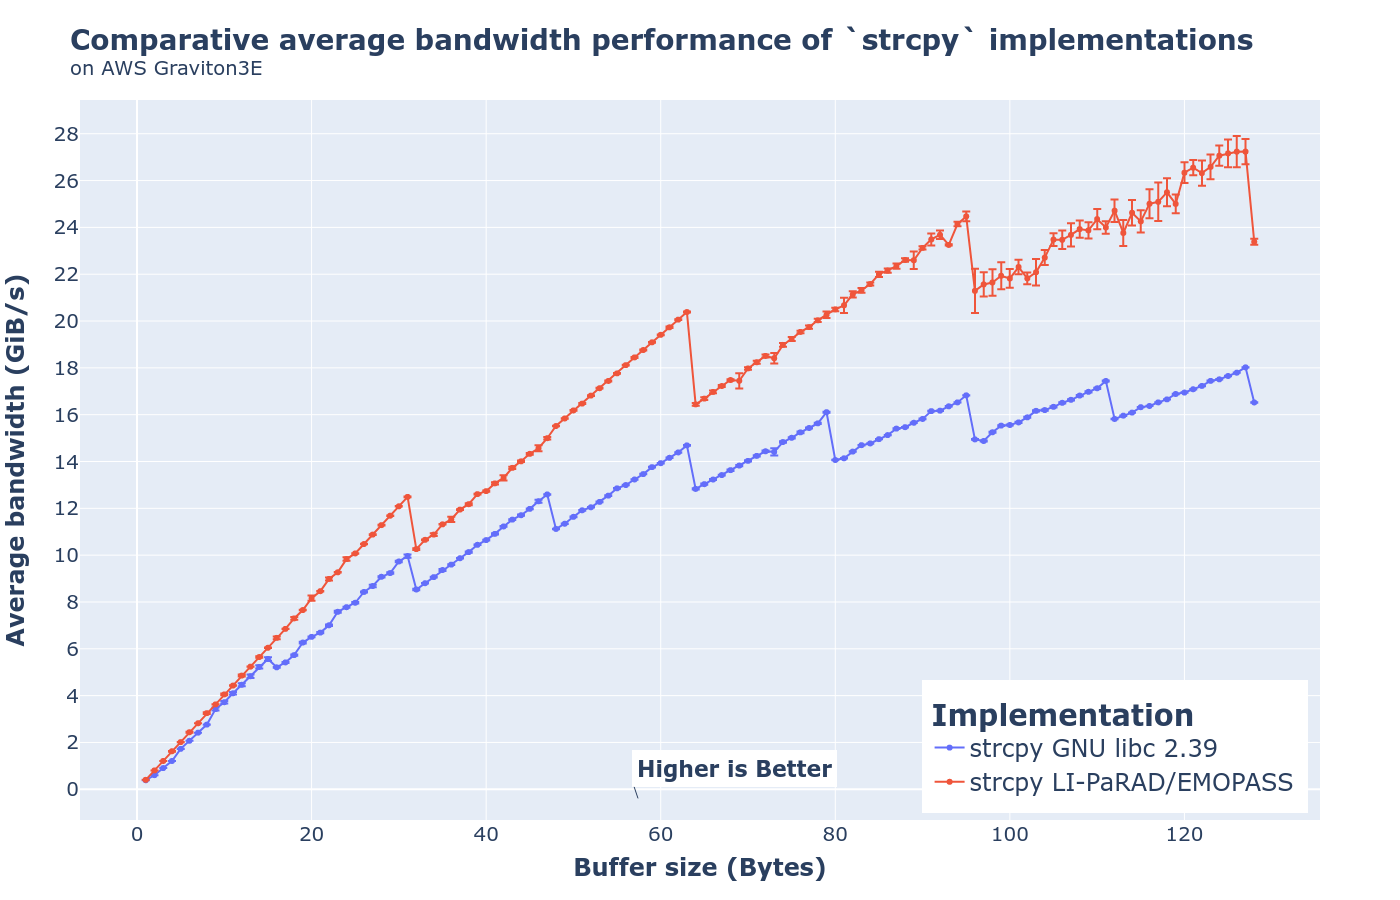 Comparative average bandwidth performance of `strcpy` implementations
on AWS Graviton3E
Average bandwidth (GiB/s)
28
26
24
22
20
18
16
14
12
10
8
6
4
2
0
Higher is Better
Implementation
strcpy GNU libc 2.39
strcpy LI-PaRAD/EMOPASS
0 20 40 60 80 100 120
Buffer size (Bytes)